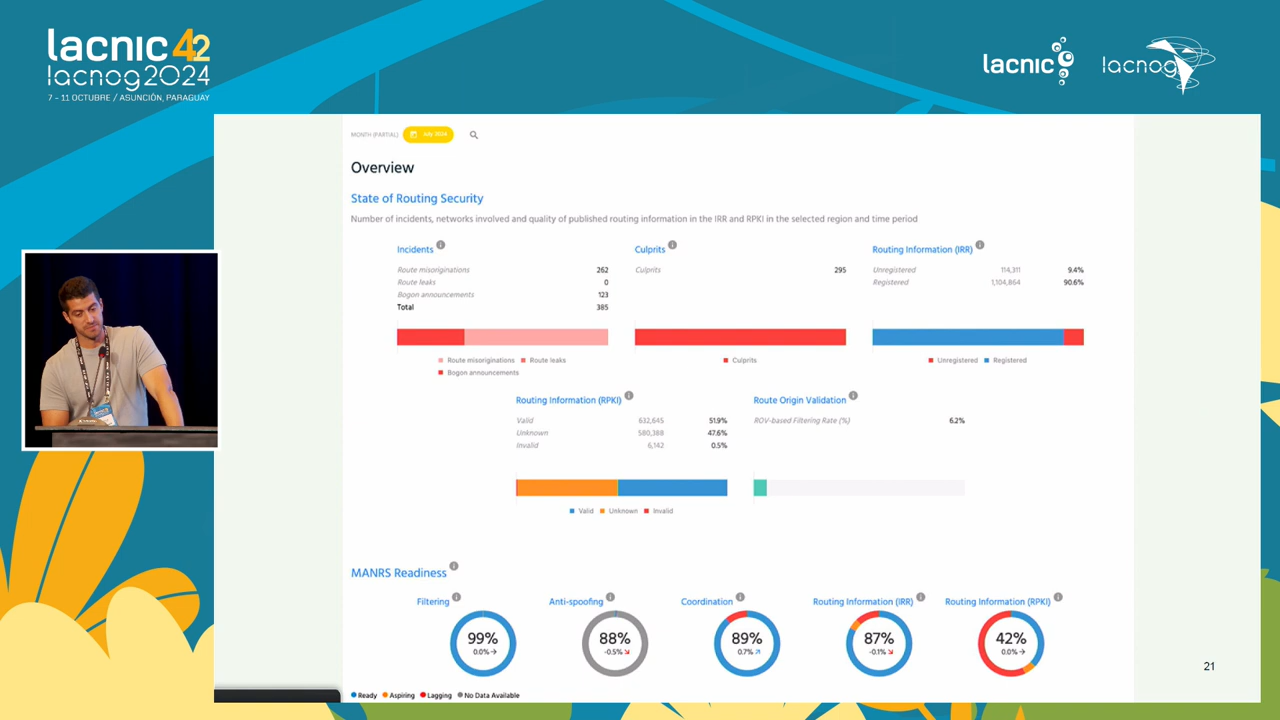 lacnic 42
lacnog2024
7 - 11 OCTUBRE / ASUNCIÓN, PARAGUAY
lacnic
lacnog
MONTH (PARTIAL) July 2024
Overview
State of Routing Security
Number of incidents, networks involved and quality of published routing information in the IRR and RPKI in the selected region and time period
Incidents
Route misoriginations 262
Route leaks 0
Bogon announcements 123
Total 385
Route misoriginations Route leaks
Bogon announcements
Culprits
Culprits 295
Culprits
Routing Information (IRR)
Unregistered 114,311 9.4%
Registered 1,104,864 90.6%
Unregistered Registered
Routing Information (RPKI)
Valid 632,645 51.9%
Unknown 580,388 47.6%
Invalid 6,142 0.5%
Valid Unknown Invalid
Route Origin Validation
ROV-based Filtering Rate (%) 6.2%
MANRS Readiness
Filtering
99%
0.0% →
Anti-spoofing
88%
-0.5% ↘
Coordination
89%
0.7% ↗
Routing Information (IRR)
87%
-0.1% ↘
Routing Information (RPKI)
42%
0.0% →
Ready Aspiring Lagging No Data Available
21